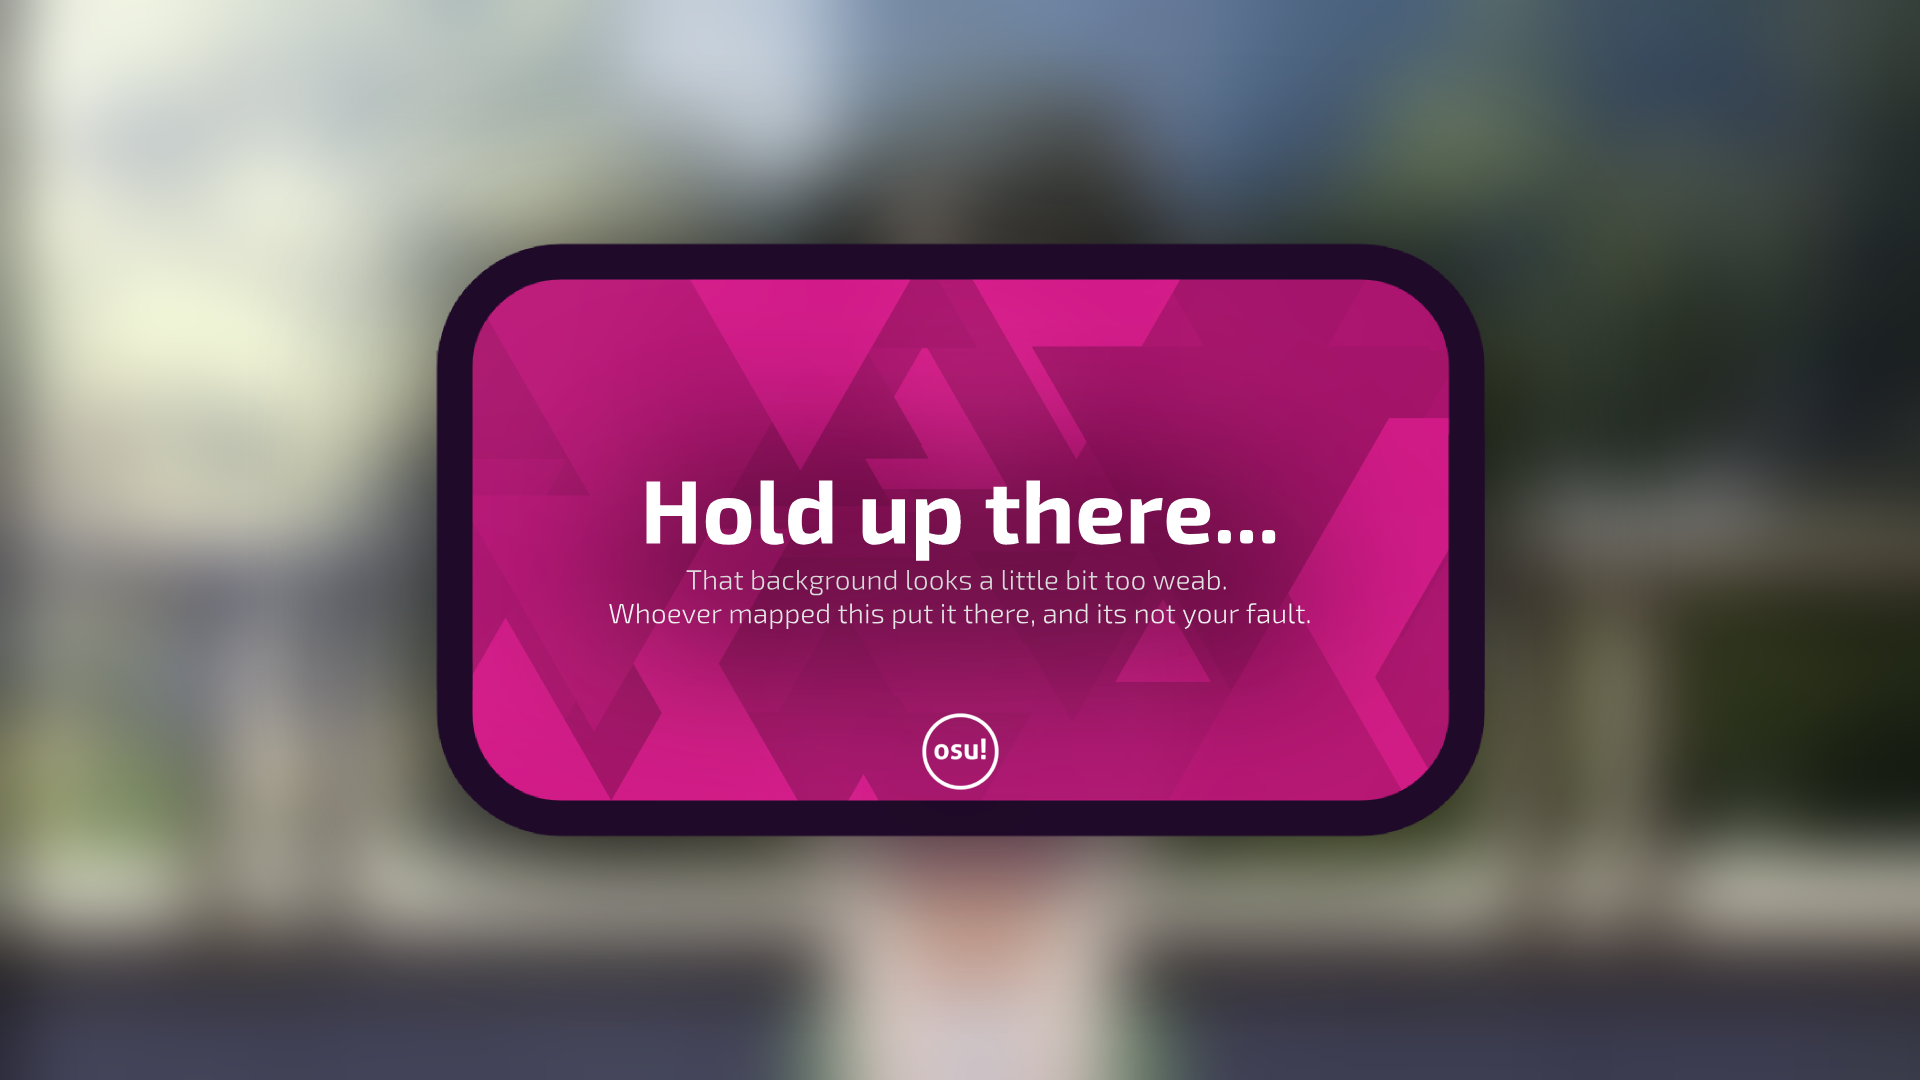 Hold up there...
That background looks a little bit too weab.
Whoever mapped this put it there, and its not your fault.
osu!